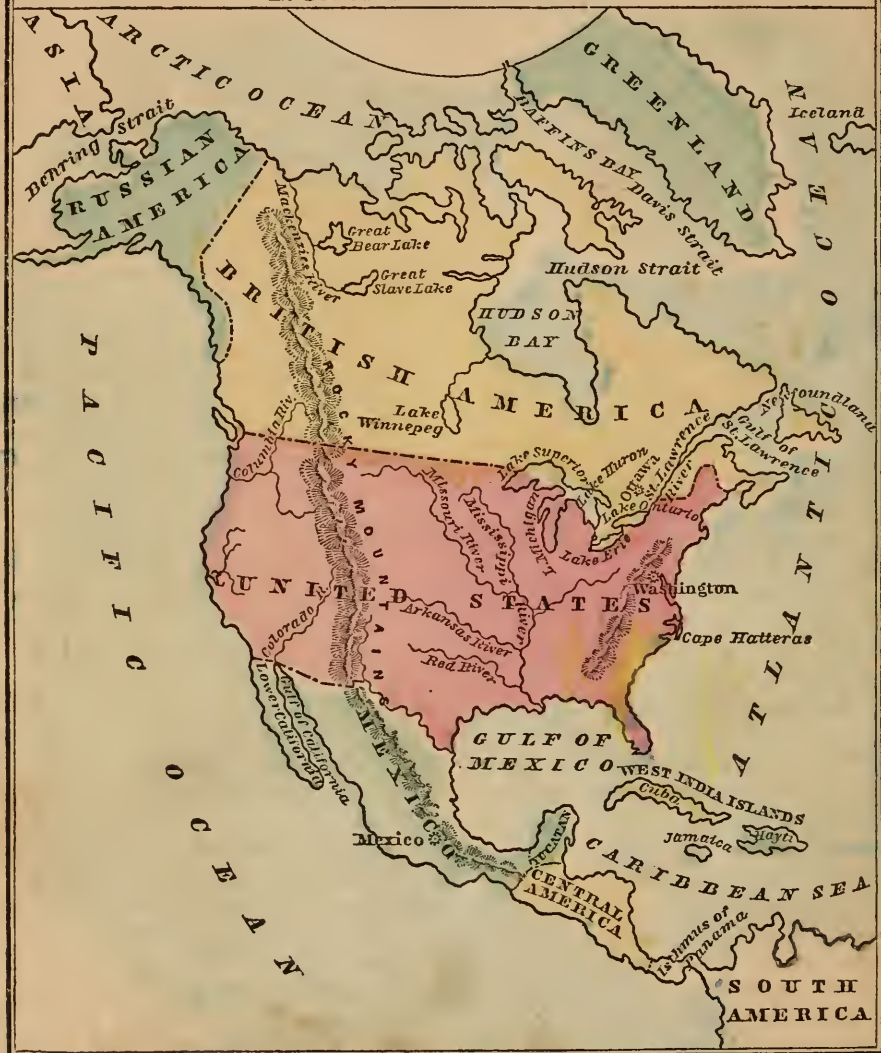 ASIA
ARCTIC OCEAN
GREENLAND
Iceland
Behring Strait
RUSSIAN
AMERICA
BAFFINS BAY
Davis Strait
Mackenzies River
Great
Bear Lake
Great
Slave Lake
Hudson Strait
HUDSON
BAY
BRITISH AMERICA
ROCKY MOUNTAINS
Lake
Winnepeg
Columbia Riv.
Newfoundland
Gulf of
St. Lawrence
St. Lawrence
River
Ottawa
Lake Superior
Lake Huron
L. Michigan
Lake Ontario
Lake Erie
Missouri River
Mississippi
River
UNITED STATES
Washington
Cape Hatteras
Arkansas River
Red River
Colorado R.
Gulf of California
Lower California
MEXICO
Mexico
GULF OF
MEXICO
WEST INDIA ISLANDS
Cuba
Jamaica
Hayti
YUCATAN
CENTRAL
AMERICA
CARIBBEAN SEA
Isthmus of
Panama
SOUTH
AMERICA
PACIFIC OCEAN
ATLANTIC OCEAN